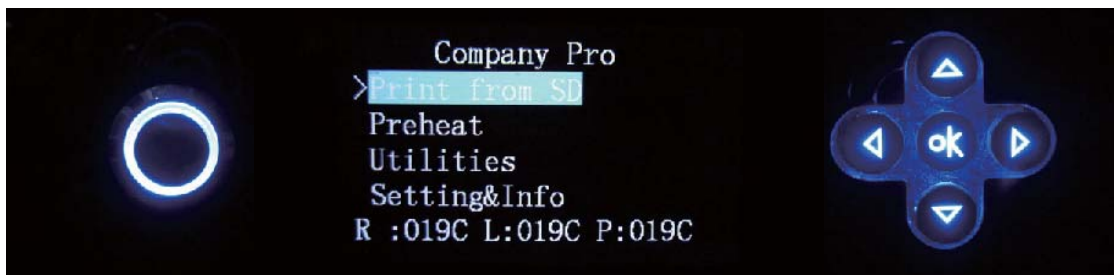 Company Pro
>Print from SD
Preheat
Utilities
Setting&Info
R :019C L:019C P:019C
ok